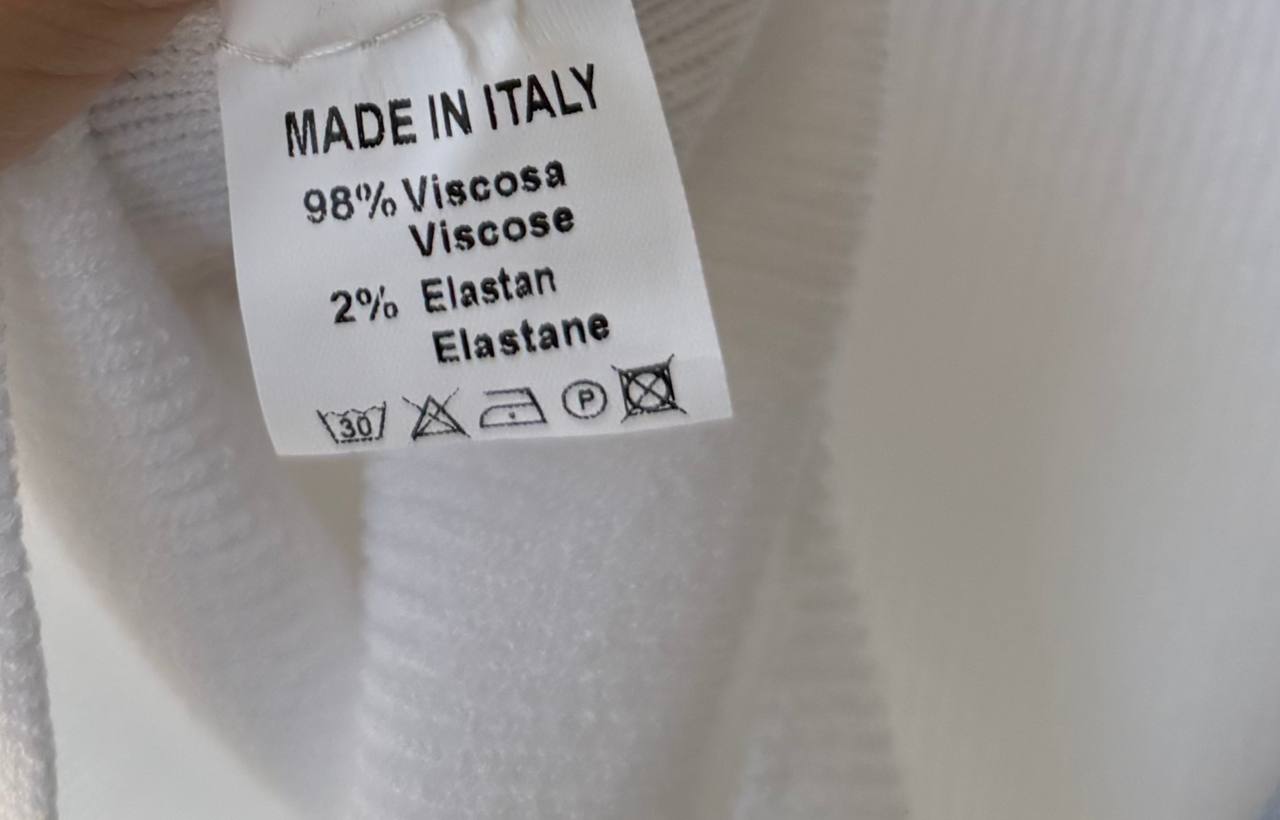 MADE IN ITALY
98% Viscosa
Viscose
2% Elastan
Elastane
30 P